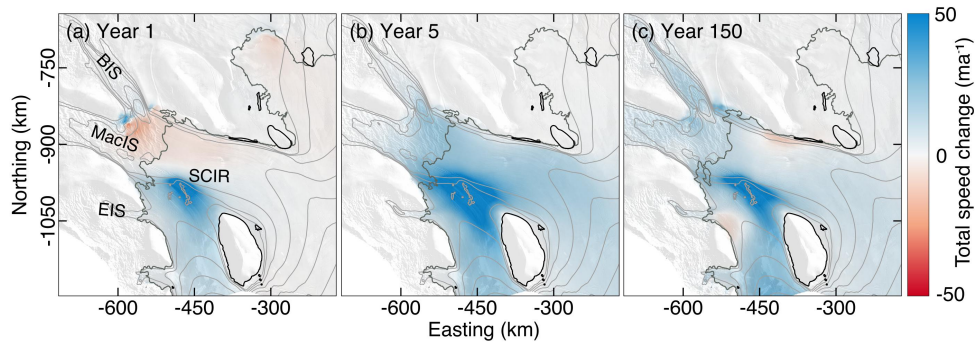 (a) Year 1
(b) Year 5
(c) Year 150
BIS
MacIS
SCIR
EIS
-750
-900
-1050
Northing (km)
-600
-450
-300
-600
-450
-300
-600
-450
-300
Easting (km)
50
0
-50
Total speed change (ma⁻¹)